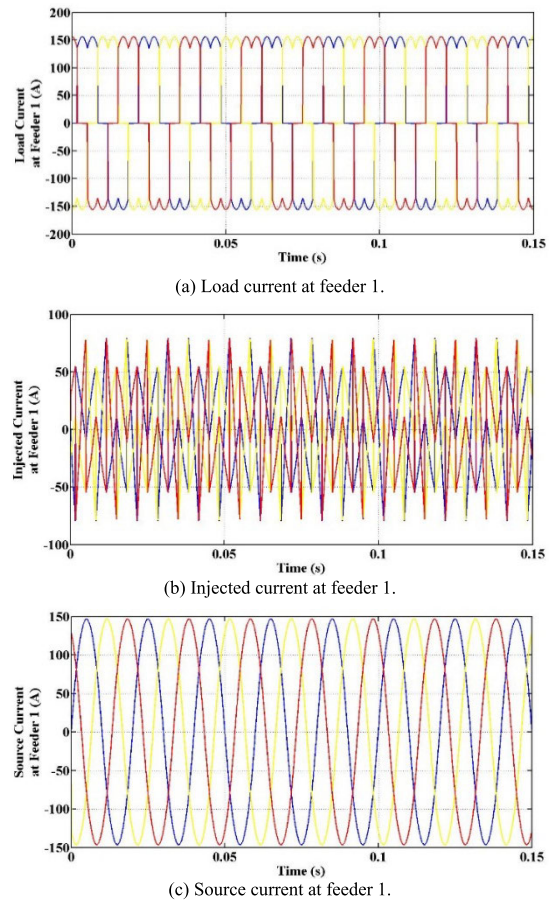 200
150
100
50
0
-50
-100
-150
-200
Load Curent
at Feeder 1 (A)
0
0.05
0.1
0.15
Time (s)
(a) Load current at feeder 1.
100
50
0
-50
-100
Injected Current
at Feeder 1 (A)
0
0.05
0.1
0.15
Time (s)
(b) Injected current at feeder 1.
150
100
50
0
-50
-100
-150
Source Current
at Feeder 1 (A)
0
0.05
0.1
0.15
Time (s)
(c) Source current at feeder 1.